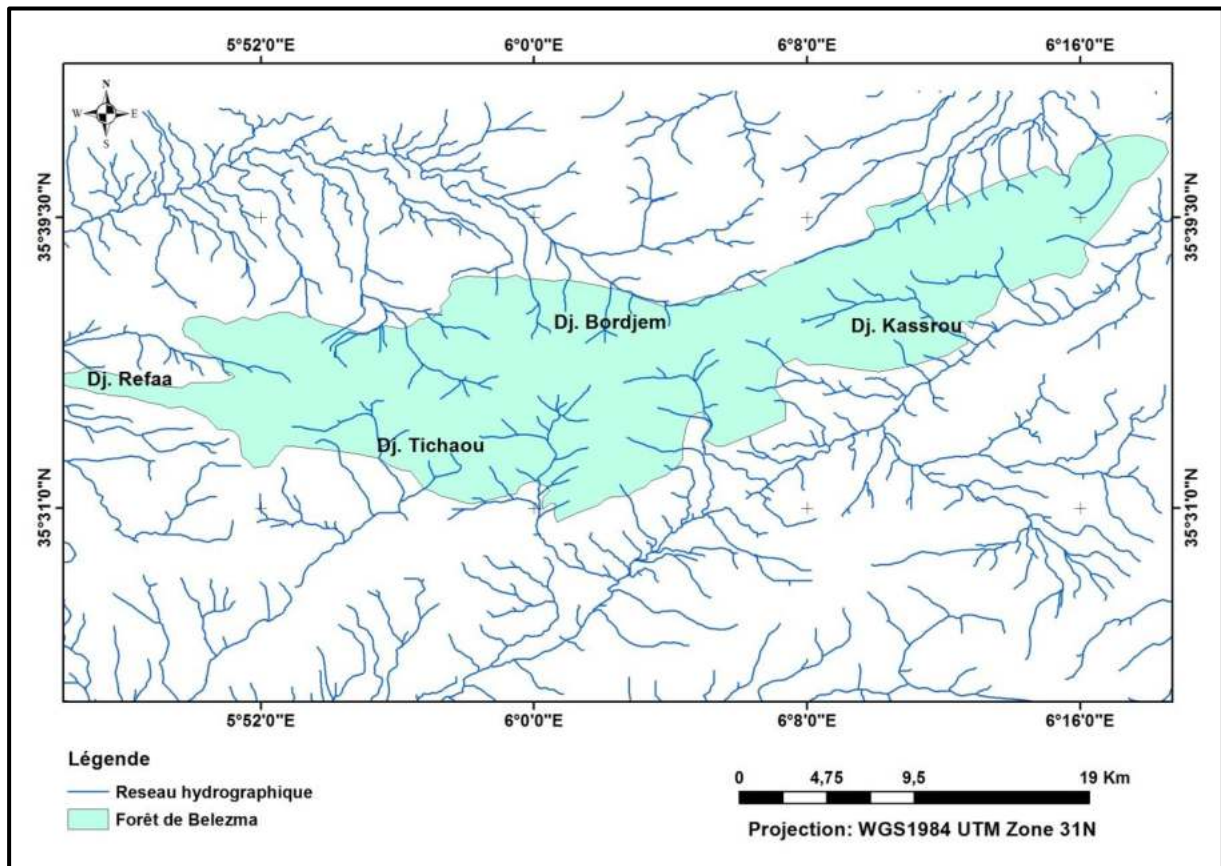 5°52'0"E 6°0'0"E 6°8'0"E 6°16'0"E
N
W E
S
35°39'30"N 35°39'30"N
Dj. Bordjem
Dj. Kassrou
Dj. Refaa
Dj. Tichaou
35°31'0"N 35°31'0"N
5°52'0"E 6°0'0"E 6°8'0"E 6°16'0"E
Légende
Reseau hydrographique
Forêt de Belezma
0 4,75 9,5 19 Km
Projection: WGS1984 UTM Zone 31N